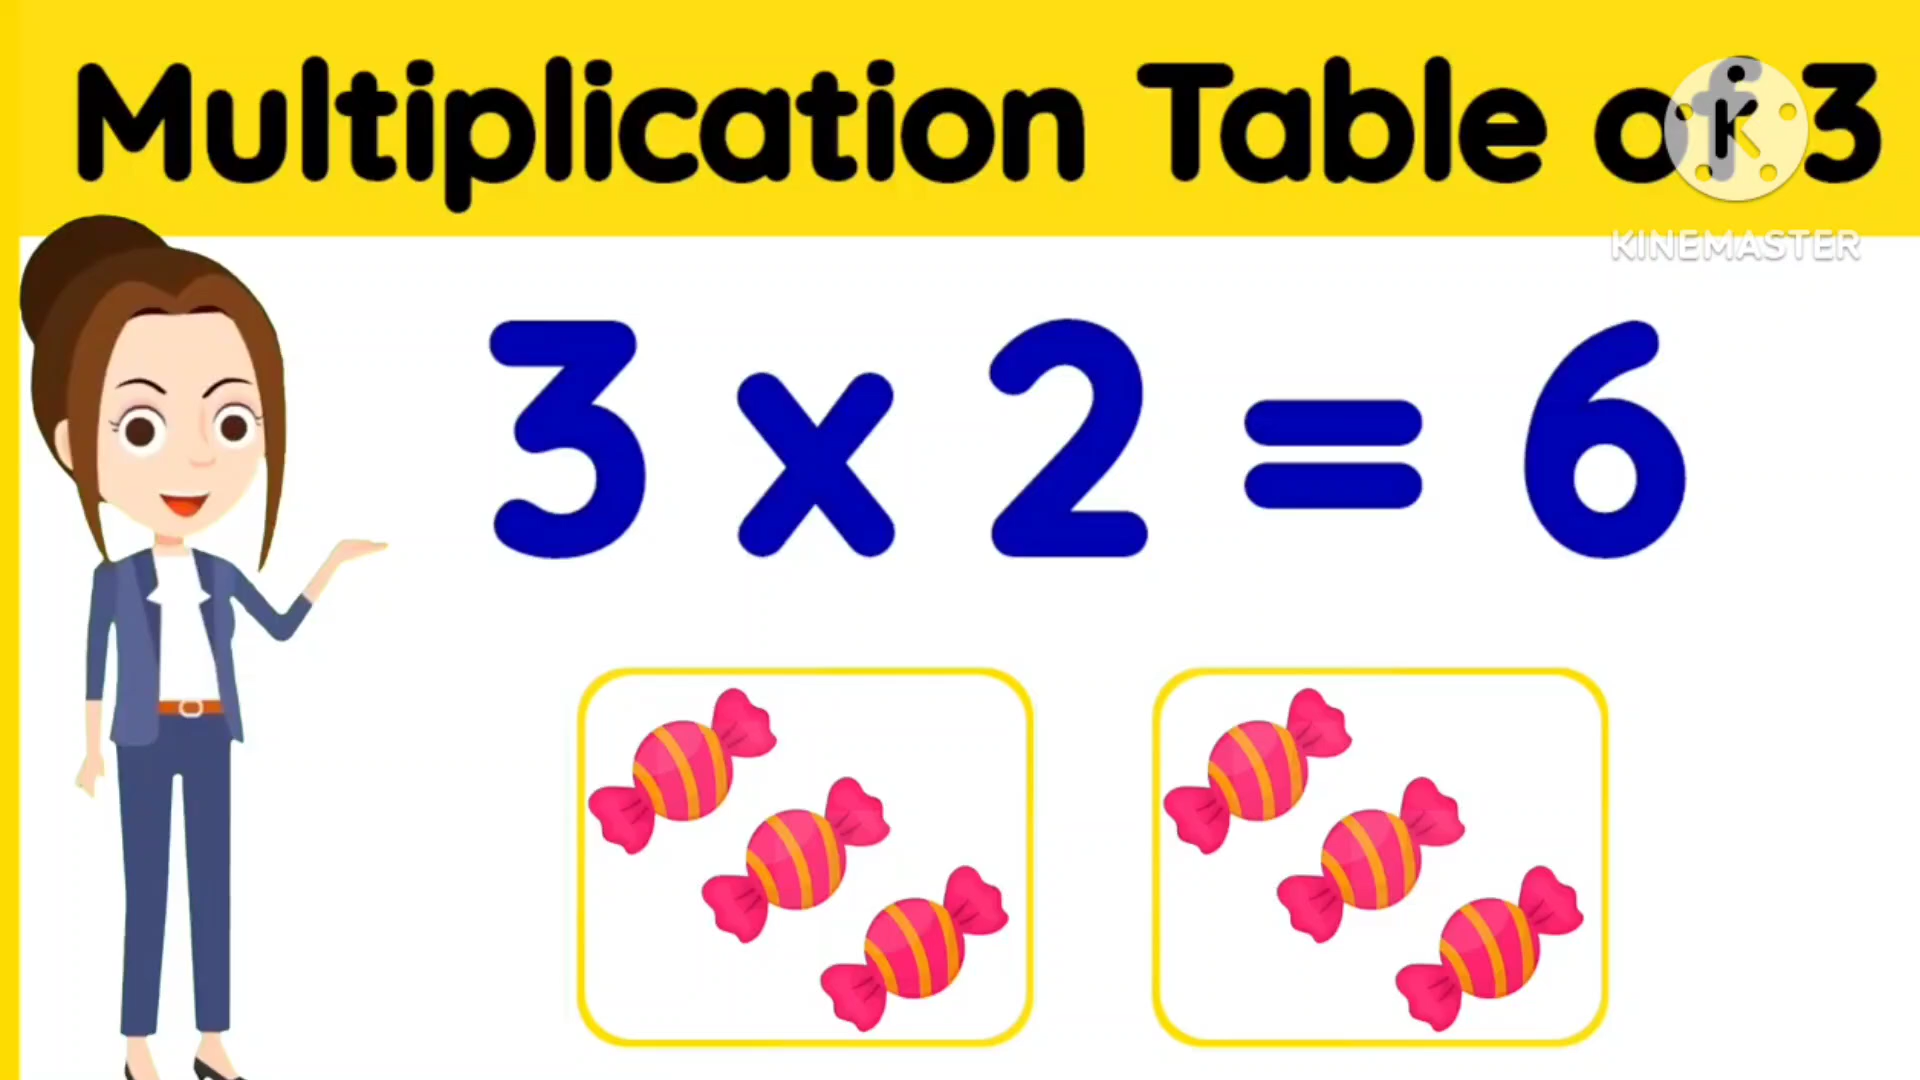 Multiplication Table of 3
K
KINEMASTER
3 x 2 = 6